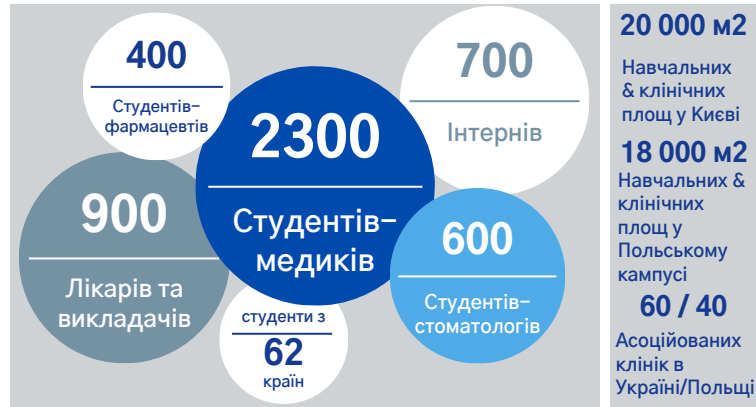 400
Студентів–
фармацевтів
2300
Студентів–
медиків
700
Інтернів
900
Лікарів та
викладачів
600
Студентів–
стоматологів
студенти з
62
країн
20 000 м2
Навчальних
& клінічних
площ у Києві
18 000 м2
Навчальних &
клінічних
площ у
Польському
кампусі
60 / 40
Асоційованих
клінік в
Україні/Польщі